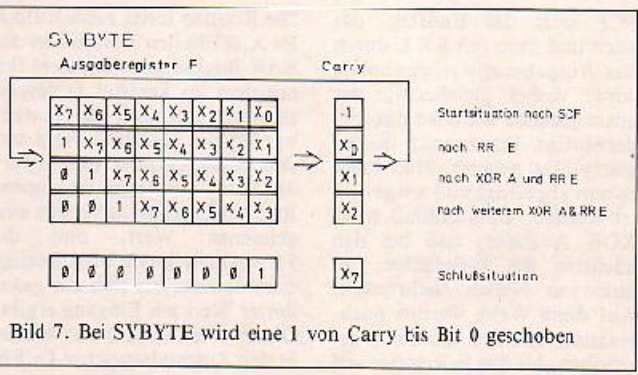 SV BYTE
Ausgaberegister E Carry
X7 X6 X5 X4 X3 X2 X1 X0 1 Startsituation nach SCF
1 X7 X6 X5 X4 X3 X2 X1 X0 nach RR E
Ø 1 X7 X6 X5 X4 X3 X2 X1 nach XOR A und RR E
Ø Ø 1 X7 X6 X5 X4 X3 X2 nach weiterem XOR A & RR E
Ø Ø Ø Ø Ø Ø Ø 1 X7 Schlußsituation
Bild 7. Bei SVBYTE wird eine 1 von Carry bis Bit 0 geschoben